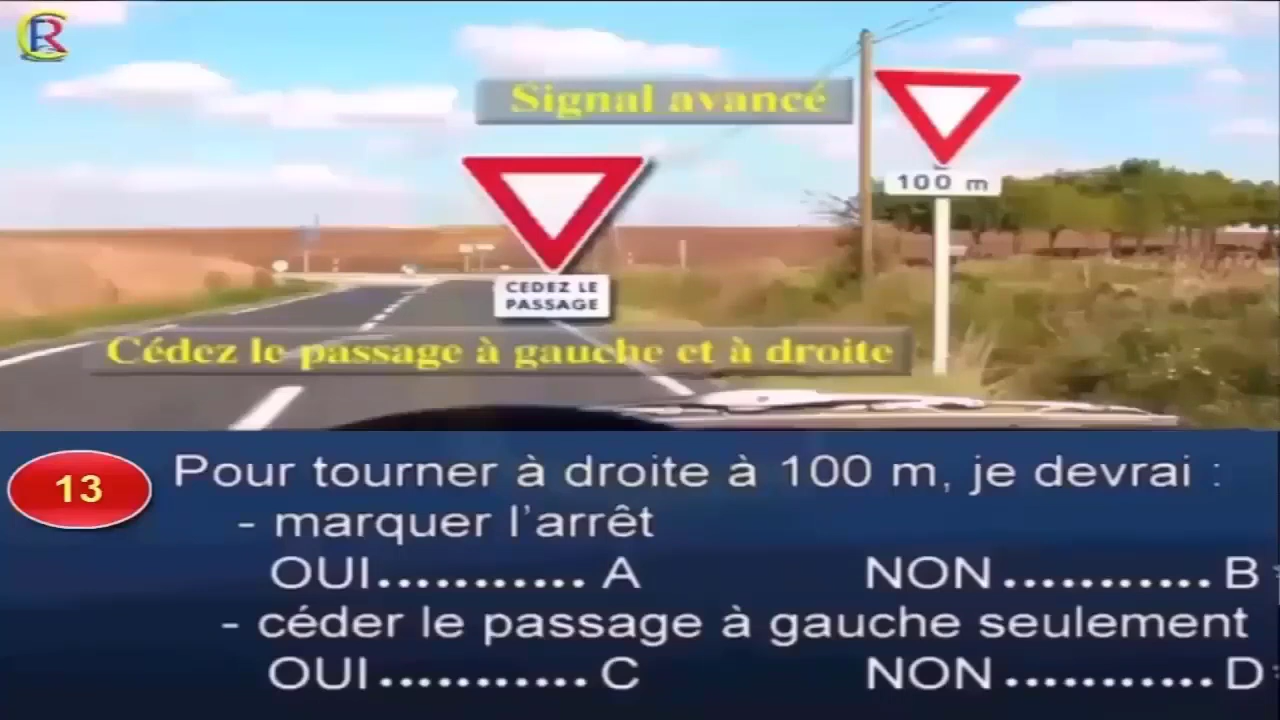 CR
Signal avancé
100 m
CEDEZ LE
PASSAGE
Cédez le passage à gauche et à droite
13
Pour tourner à droite à 100 m, je devrai :
- marquer l'arrêt
OUI........... A NON........... B
- céder le passage à gauche seulement
OUI........... C NON........... D